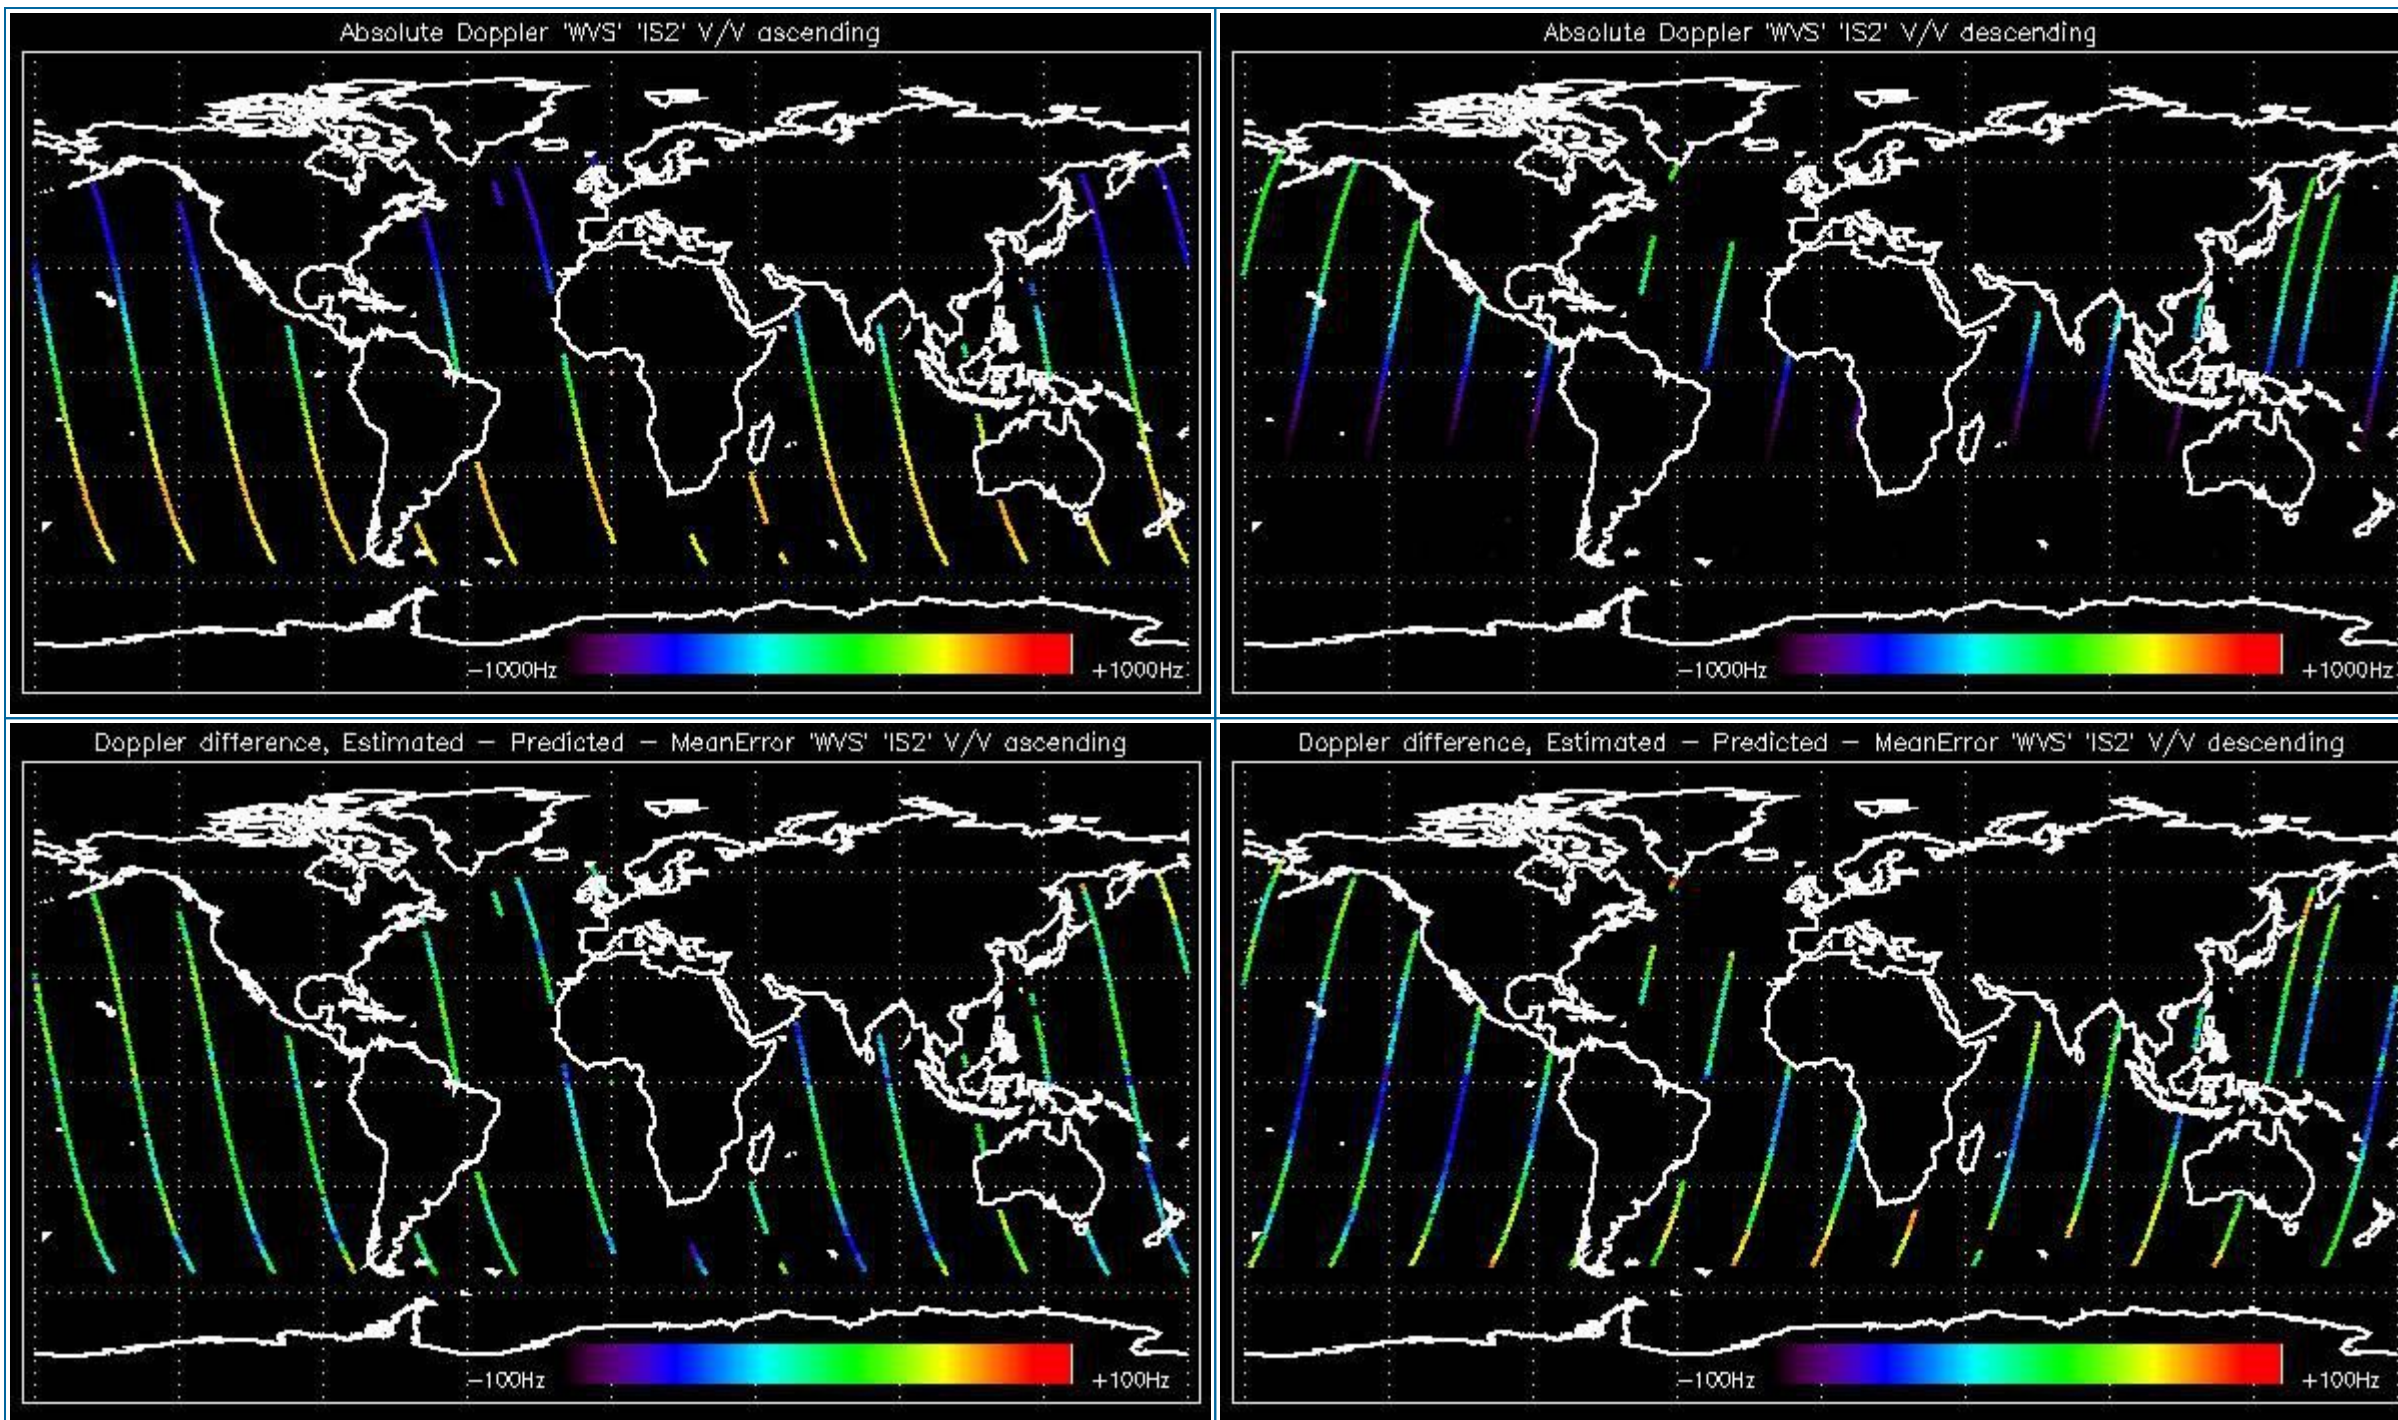 Absolute Doppler 'WVS' 'IS2' V/V ascending
-1000Hz
+1000Hz
Absolute Doppler 'WVS' 'IS2' V/V descending
-1000Hz
+1000Hz
Doppler difference, Estimated - Predicted - MeanError 'WVS' 'IS2' V/V ascending
-100Hz
+100Hz
Doppler difference, Estimated - Predicted - MeanError 'WVS' 'IS2' V/V descending
-100Hz
+100Hz